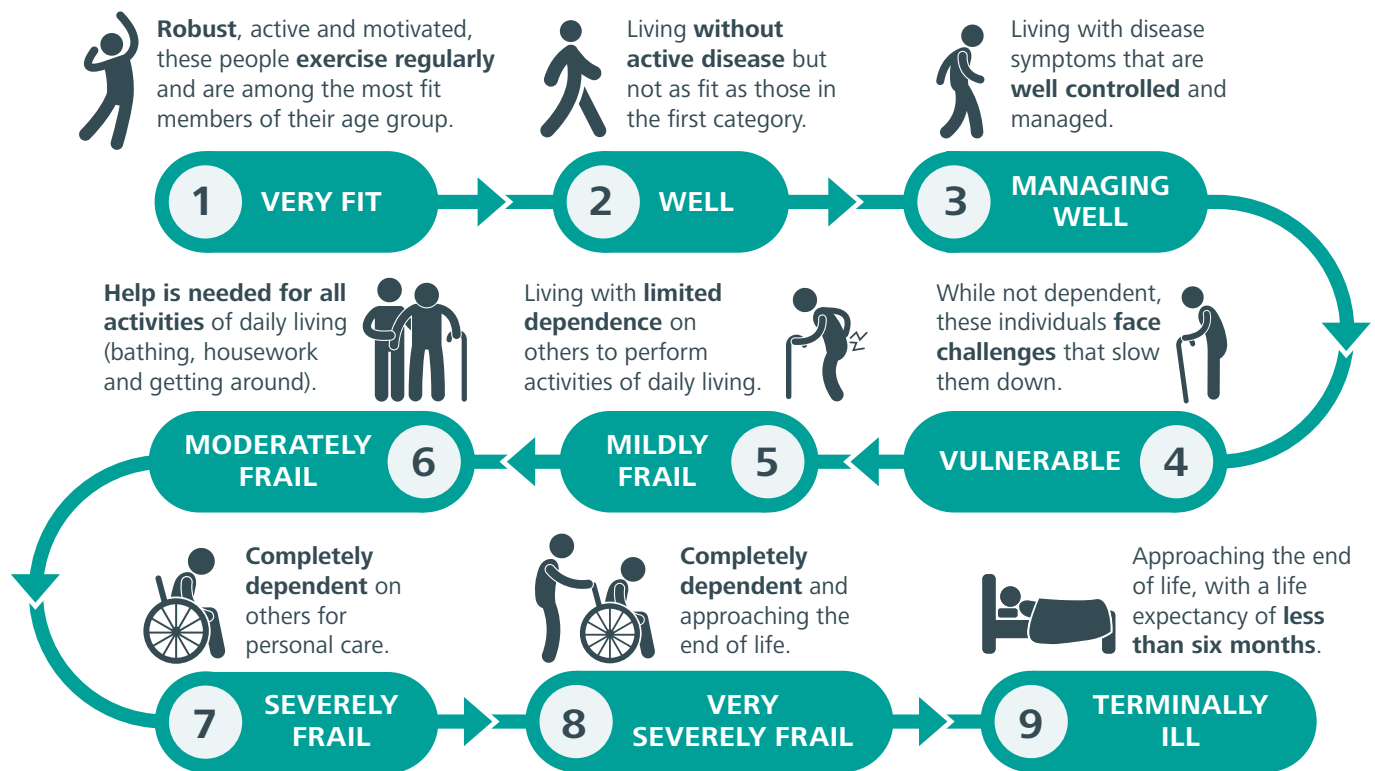 Robust, active and motivated,
these people exercise regularly
and are among the most fit
members of their age group.
1 VERY FIT
Living without
active disease but
not as fit as those in
the first category.
2 WELL
Living with disease
symptoms that are
well controlled and
managed.
3 MANAGING
WELL
While not dependent,
these individuals face
challenges that slow
them down.
VULNERABLE 4
Living with limited
dependence on
others to perform
activities of daily living.
MILDLY
FRAIL 5
Help is needed for all
activities of daily living
(bathing, housework
and getting around).
MODERATELY
FRAIL 6
Completely
dependent on
others for
personal care.
7 SEVERELY
FRAIL
Completely
dependent and
approaching the
end of life.
8 VERY
SEVERELY FRAIL
Approaching the end
of life, with a life
expectancy of less
than six months.
9 TERMINALLY
ILL